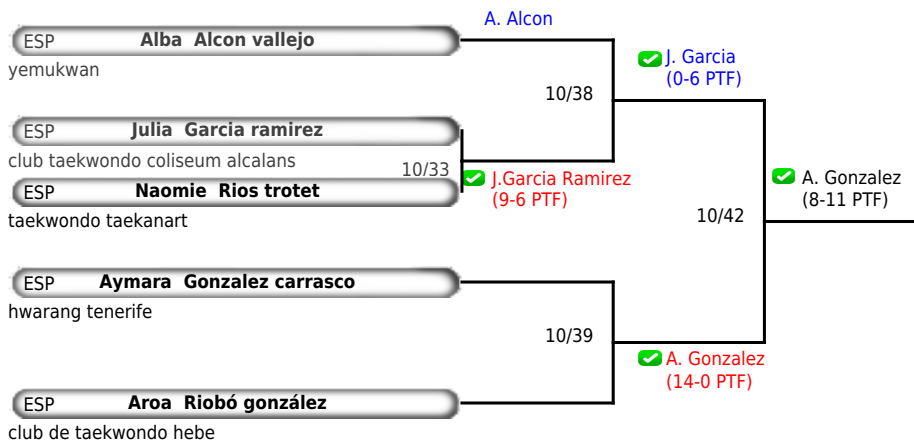 A. Alcon
ESP Alba Alcon vallejo
yemukwan
J. Garcia
(0-6 PTF)
10/38
ESP Julia Garcia ramirez
club taekwondo coliseum alcalans
10/33
J.Garcia Ramirez
(9-6 PTF)
ESP Naomie Rios trotet
taekwondo taekanart
A. Gonzalez
(8-11 PTF)
10/42
ESP Aymara Gonzalez carrasco
hwarang tenerife
10/39
A. Gonzalez
(14-0 PTF)
ESP Aroa Riobó gonzález
club de taekwondo hebe